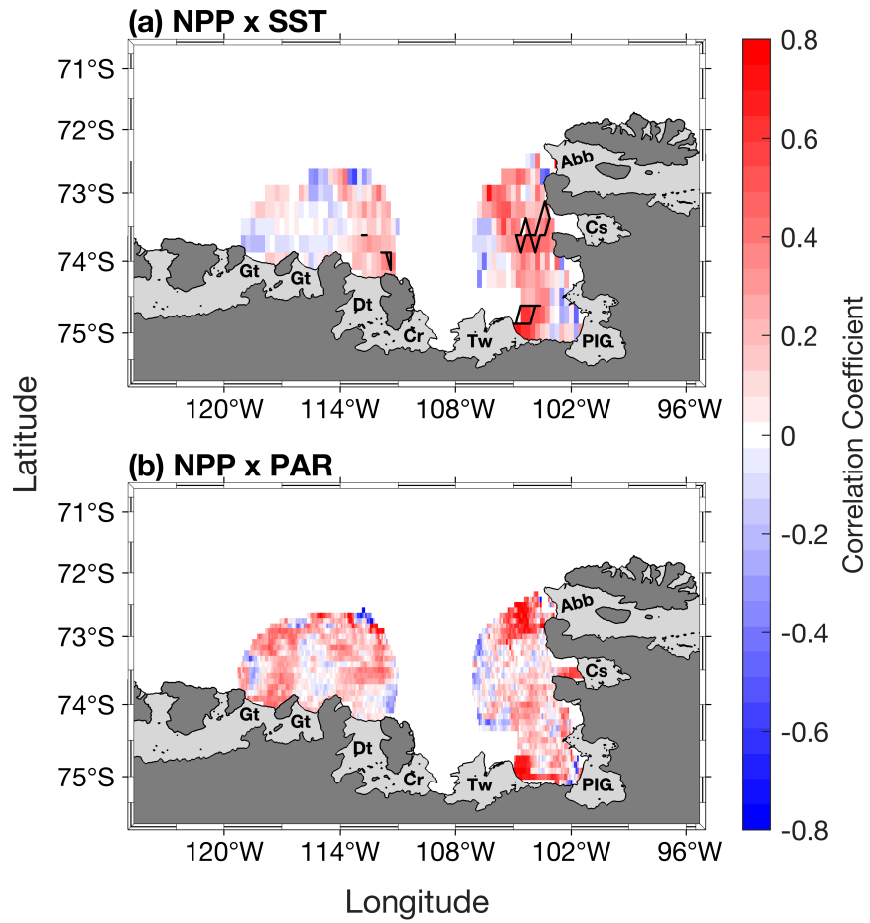 (a) NPP x SST
71°S
72°S
73°S
74°S
75°S
Abb
Cs
Gt
Gt
Dt
Cr
Tw
PIG
120°W
114°W
108°W
102°W
96°W
(b) NPP x PAR
71°S
72°S
73°S
74°S
75°S
Abb
Cs
Gt
Gt
Dt
Cr
Tw
PIG
120°W
114°W
108°W
102°W
96°W
Latitude
Longitude
0.8
0.6
0.4
0.2
0
-0.2
-0.4
-0.6
-0.8
Correlation Coefficient